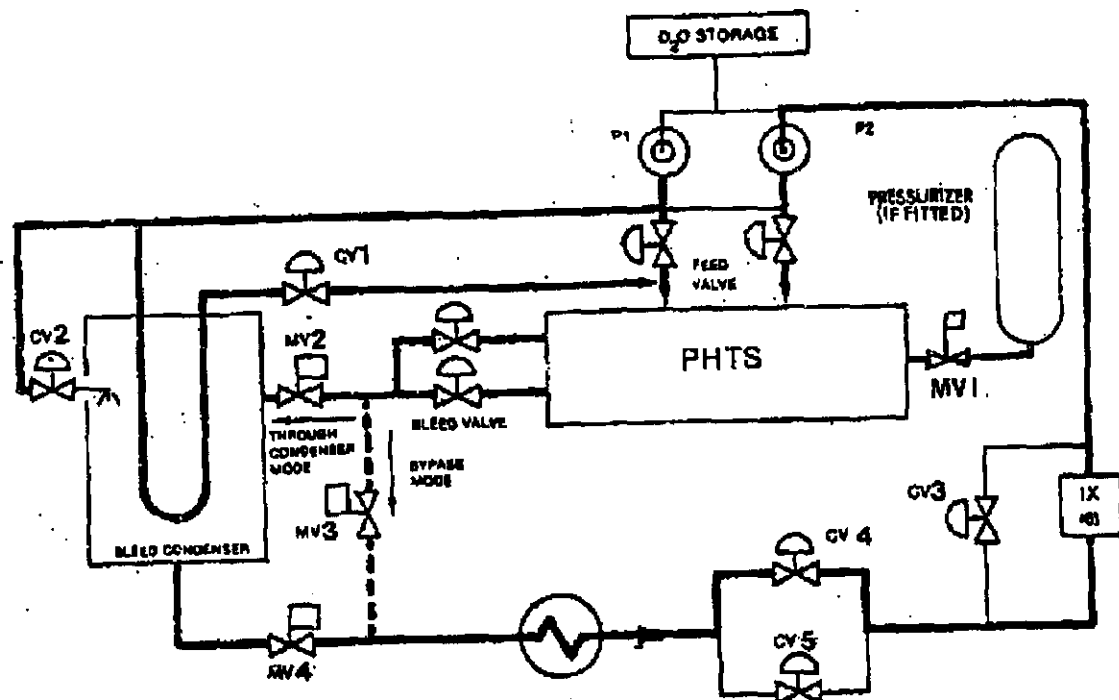 D2O STORAGE
P1
P2
PRESSURIZER
(IF FITTED)
CV1
FEED
VALVE
CV2
MV2
PHTS
MV1.
BLEED VALVE
THROUGH
CONDENSER
MODE
BYPASS
MODE
CV3
IX
MV3
BLEED CONDENSER
CV 4
CV5
MV4